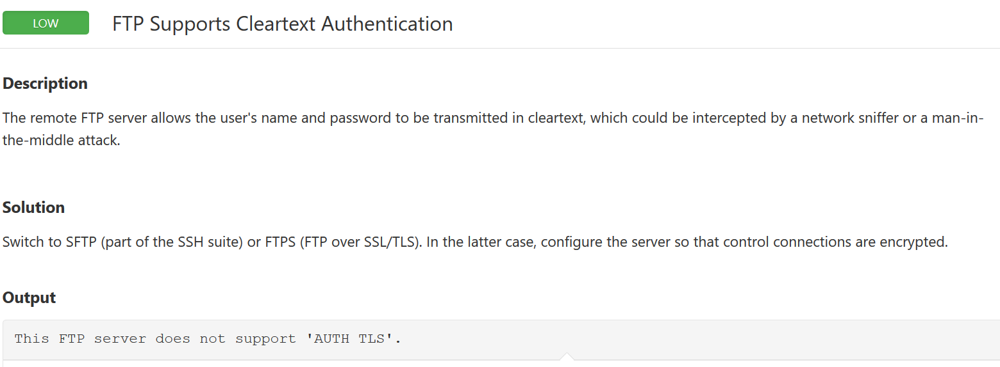 LOW
FTP Supports Cleartext Authentication
Description
The remote FTP server allows the user's name and password to be transmitted in cleartext, which could be intercepted by a network sniffer or a man-in-
the-middle attack.
Solution
Switch to SFTP (part of the SSH suite) or FTPS (FTP over SSL/TLS). In the latter case, configure the server so that control connections are encrypted.
Output
This FTP server does not support 'AUTH TLS'.